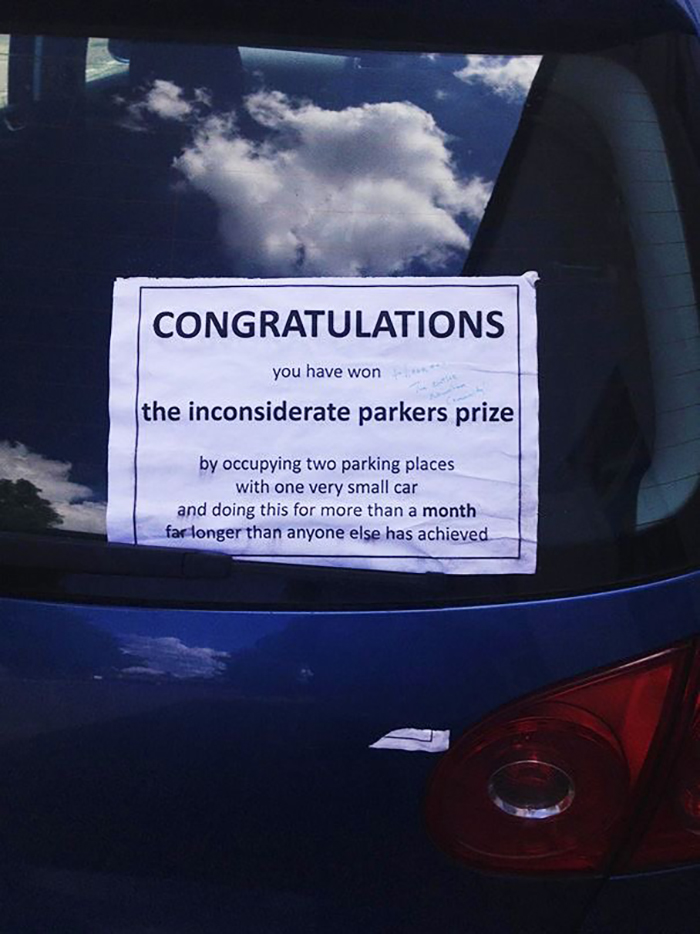 CONGRATULATIONS
you have won
the inconsiderate parkers prize
by occupying two parking places
with one very small car
and doing this for more than a month
far longer than anyone else has achieved